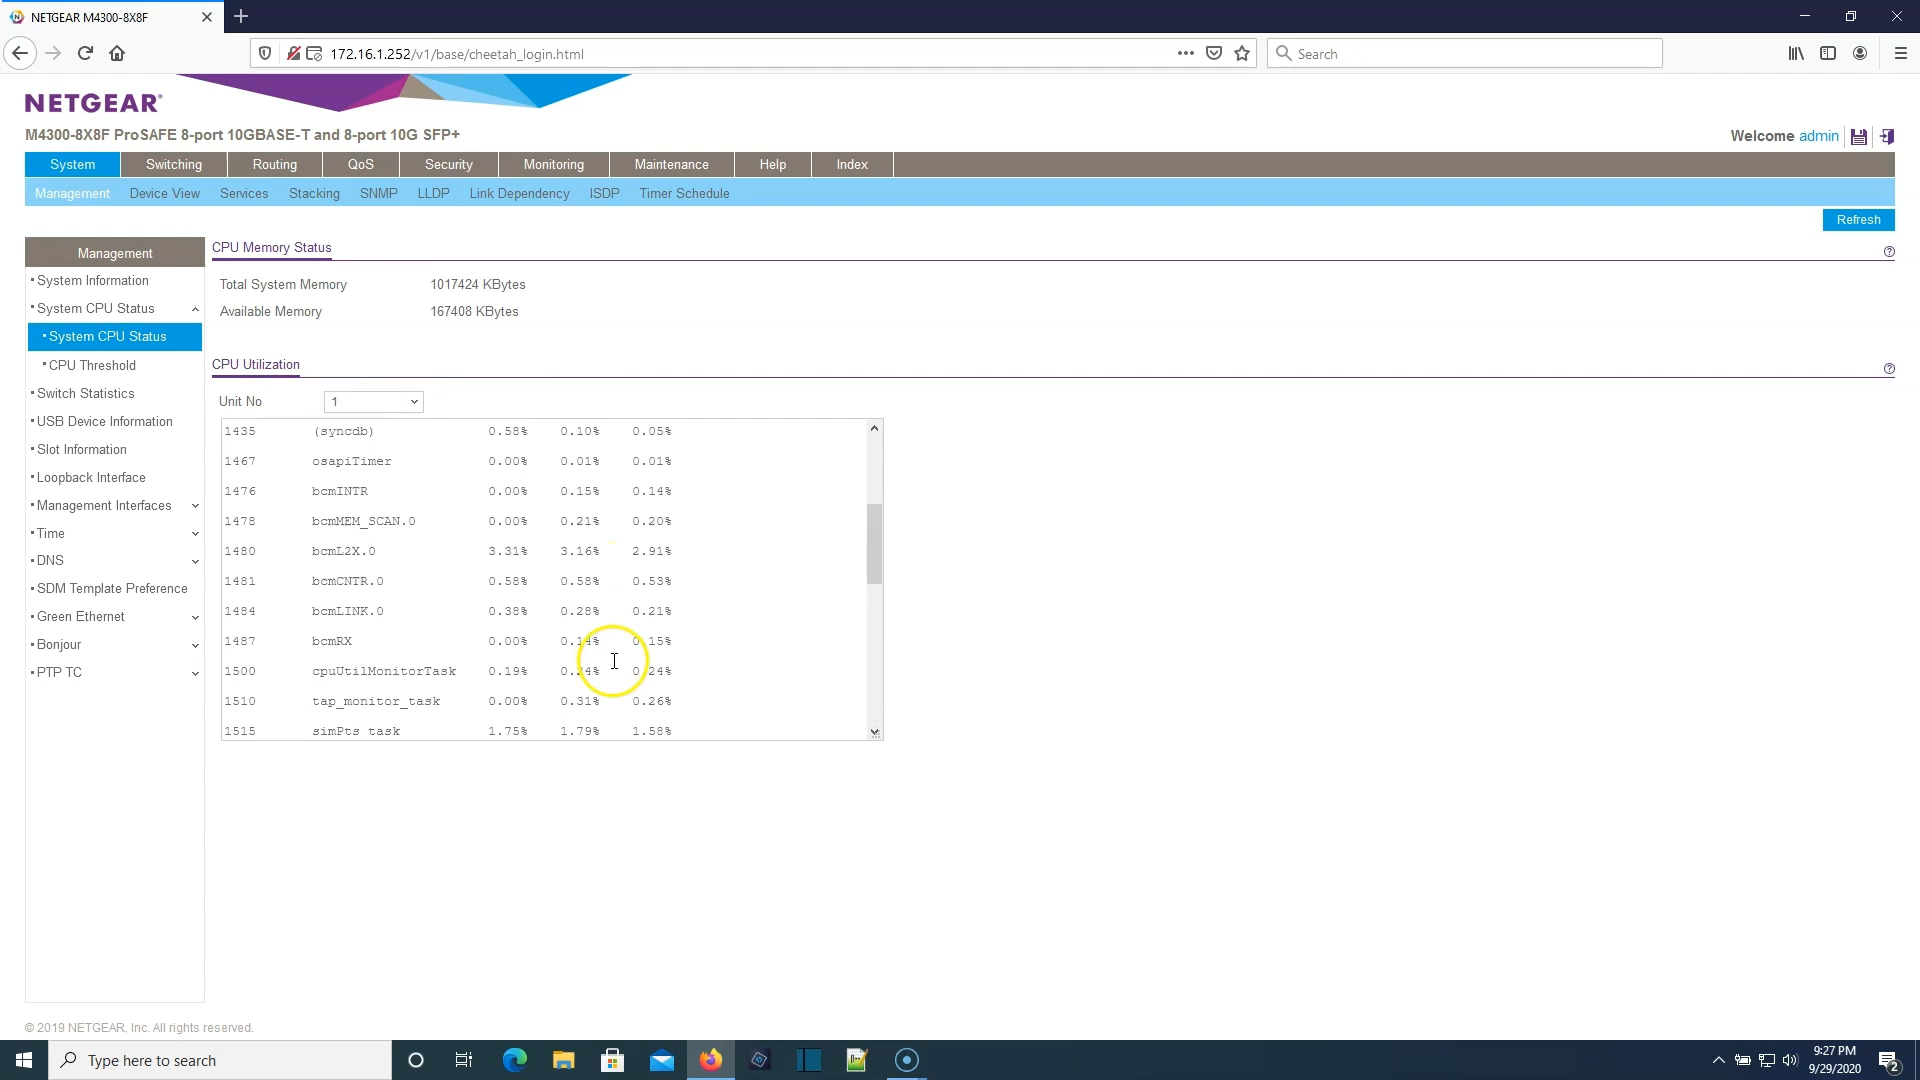 NETGEAR M4300-8X8F
172.16.1.252/v1/base/cheetah_login.html
Search
NETGEAR®
M4300-8X8F ProSAFE 8-port 10GBASE-T and 8-port 10G SFP+
Welcome admin
System Switching Routing QoS Security Monitoring Maintenance Help Index
Management Device View Services Stacking SNMP LLDP Link Dependency ISDP Timer Schedule
Refresh
Management
System Information
System CPU Status
System CPU Status
CPU Threshold
Switch Statistics
USB Device Information
Slot Information
Loopback Interface
Management Interfaces
Time
DNS
SDM Template Preference
Green Ethernet
Bonjour
PTP TC
CPU Memory Status
Total System Memory 1017424 KBytes
Available Memory 167408 KBytes
CPU Utilization
Unit No 1
1435 (syncdb) 0.58% 0.10% 0.05%
1467 osapiTimer 0.00% 0.01% 0.01%
1476 bcmINTR 0.00% 0.15% 0.14%
1478 bcmMEM_SCAN.0 0.00% 0.21% 0.20%
1480 bcmL2X.0 3.31% 3.16% 2.91%
1481 bcmCNTR.0 0.58% 0.58% 0.53%
1484 bcmLINK.0 0.38% 0.28% 0.21%
1487 bcmRX 0.00% 0.14% 0.15%
1500 cpuUtilMonitorTask 0.19% 0.24% 0.24%
1510 tap_monitor_task 0.00% 0.31% 0.26%
1515 simPts_task 1.75% 1.79% 1.58%
© 2019 NETGEAR, Inc. All rights reserved.
Type here to search
9:27 PM
9/29/2020
2